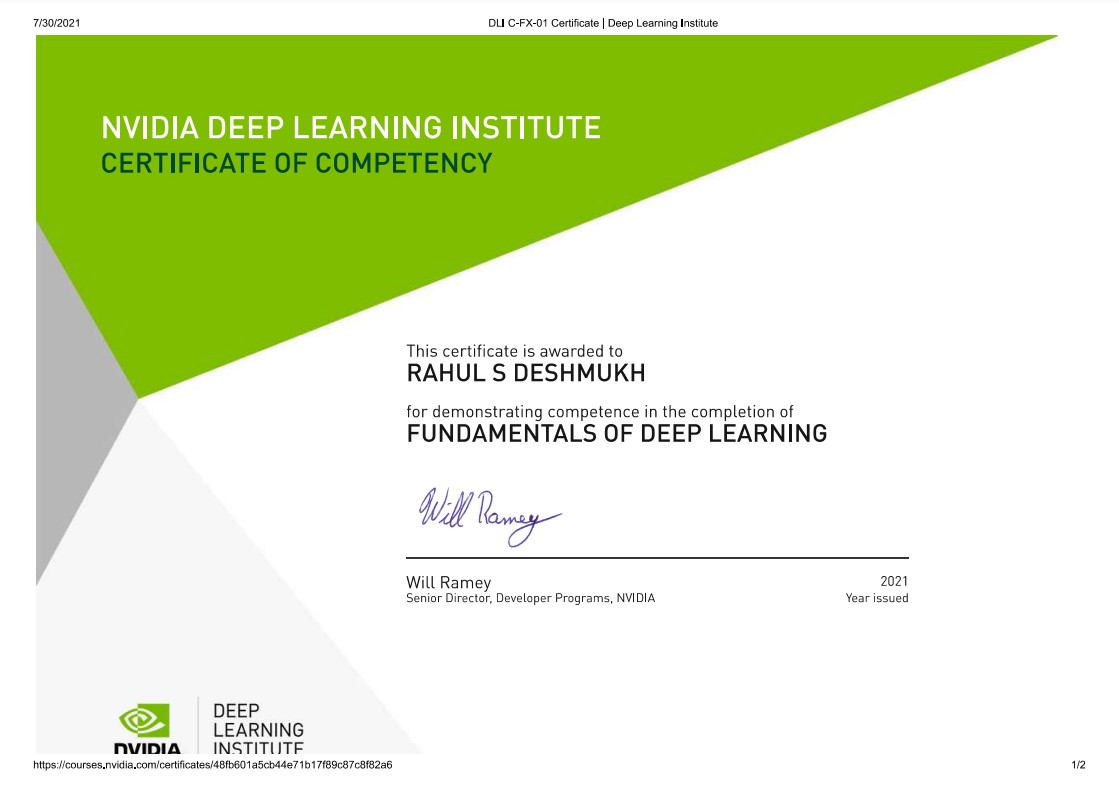 7/30/2021
DLI C-FX-01 Certificate | Deep Learning Institute
NVIDIA DEEP LEARNING INSTITUTE
CERTIFICATE OF COMPETENCY
This certificate is awarded to
RAHUL S DESHMUKH
for demonstrating competence in the completion of
FUNDAMENTALS OF DEEP LEARNING
Will Ramey
Will Ramey
2021
Senior Director, Developer Programs, NVIDIA
Year issued
DEEP
LEARNING
NVIDIA
INSTITUTE
https://courses.nvidia.com/certificates/48fb601a5cb44e71b17f89c87c8f82a6
1/2